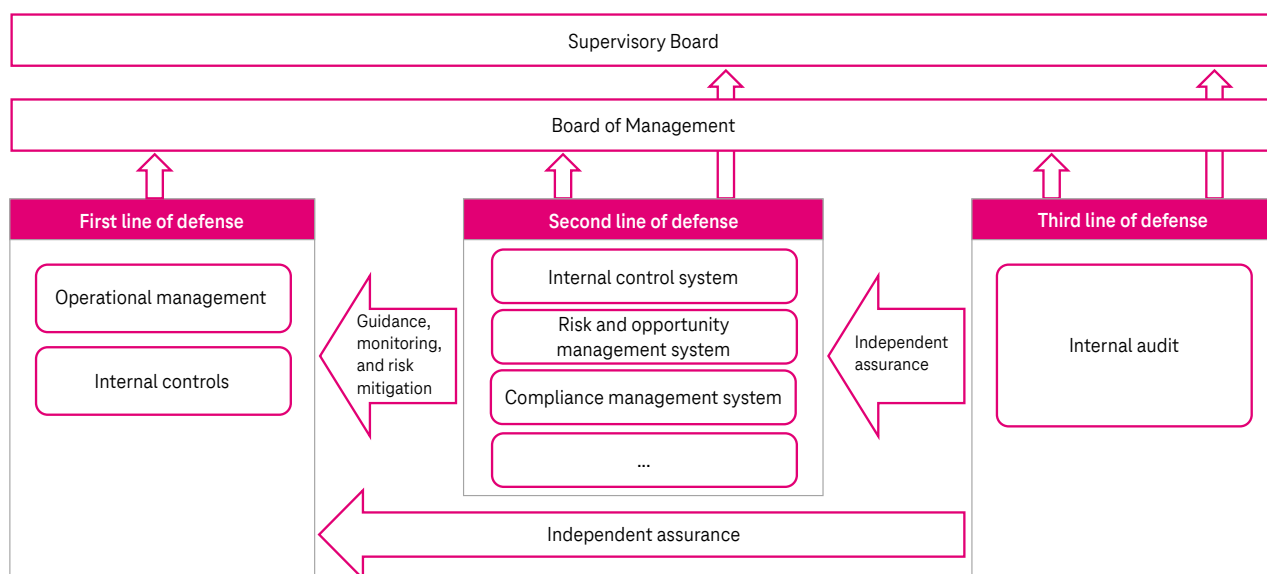 Supervisory Board
Board of Management
First line of defense
Second line of defense
Third line of defense
Operational management
Internal controls
Guidance,
monitoring,
and risk
mitigation
Internal control system
Risk and opportunity
management system
Compliance management system
...
Independent
assurance
Internal audit
Independent assurance